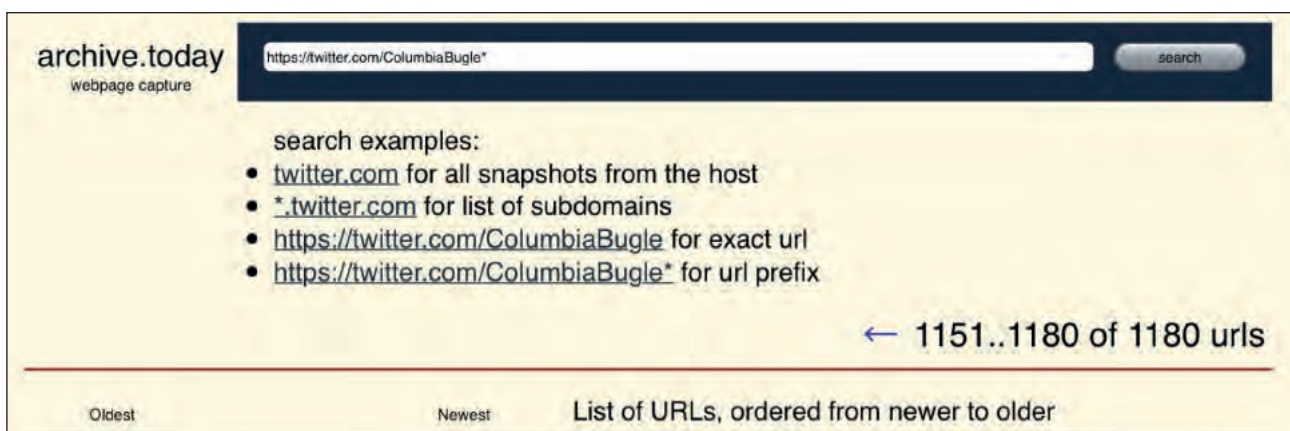 archive.today
webpage capture
https://twitter.com/ColumbiaBugle*
search
search examples:
• twitter.com for all snapshots from the host
• *.twitter.com for list of subdomains
• https://twitter.com/ColumbiaBugle for exact url
• https://twitter.com/ColumbiaBugle* for url prefix
← 1151..1180 of 1180 urls
Oldest Newest List of URLs, ordered from newer to older